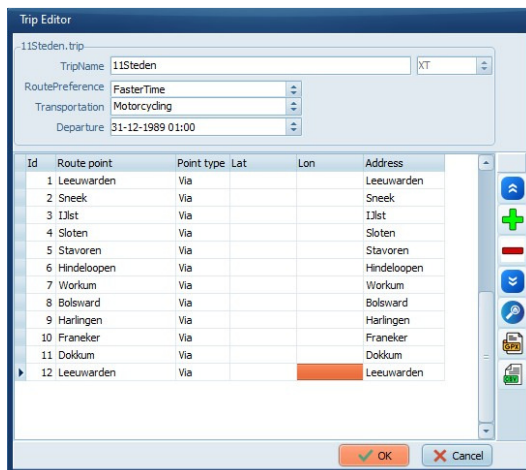 Trip Editor
11Steden.trip
TripName 11Steden XT
RoutePreference FasterTime
Transportation Motorcycling
Departure 31-12-1989 01:00
Id Route point Point type Lat Lon Address
1 Leeuwarden Via Leeuwarden
2 Sneek Via Sneek
3 IJlst Via IJlst
4 Sloten Via Sloten
5 Stavoren Via Stavoren
6 Hindeloopen Via Hindeloopen
7 Workum Via Workum
8 Bolsward Via Bolsward
9 Harlingen Via Harlingen
10 Franeker Via Franeker
11 Dokkum Via Dokkum
12 Leeuwarden Via Leeuwarden
GPX
CSV
OK Cancel